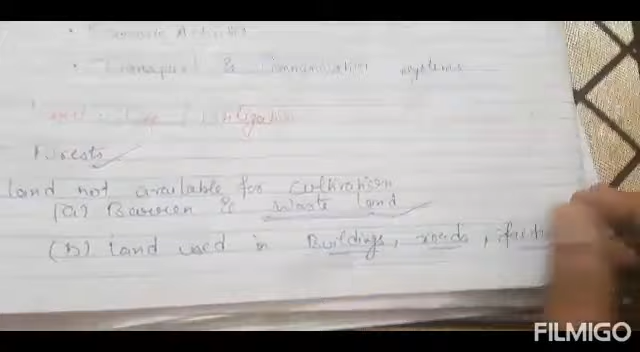 Transport & Communication systems
Forests
land not available for cultivation
(a) Barren & Waste land
(b) land used in Buildings, roads,
FILMIGO